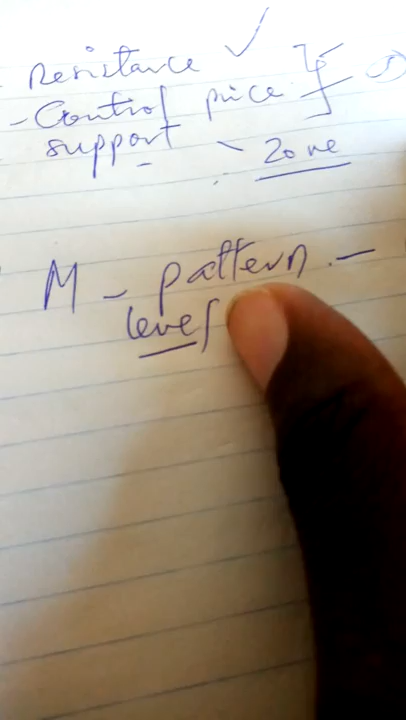 Resistance ✓
- Control price
support
- Zone
M - pattern. -
level